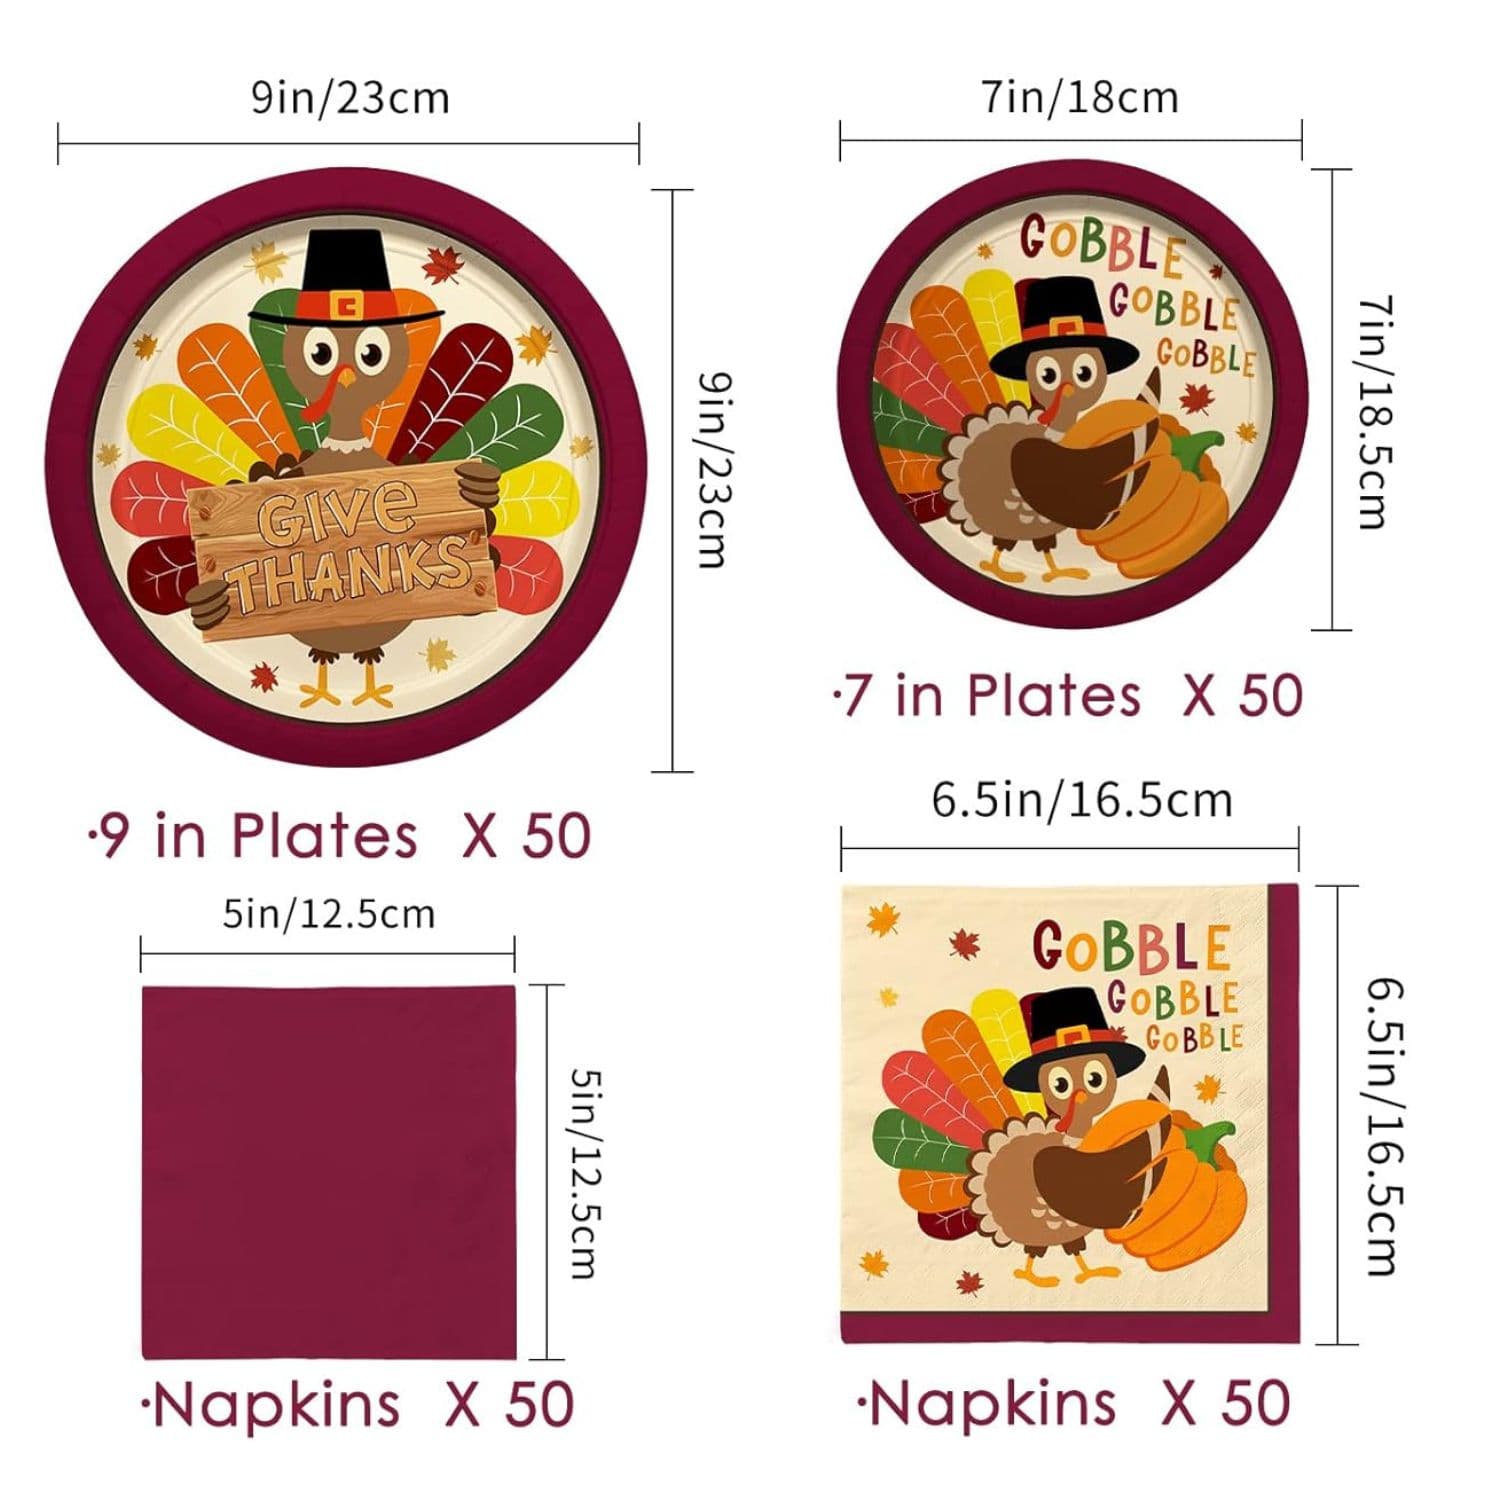 9in/23cm
9in/23cm
GIVE
THANKS
·9 in Plates X 50
7in/18cm
7in/18.5cm
GOBBLE
GOBBLE
GOBBLE
·7 in Plates X 50
5in/12.5cm
5in/12.5cm
·Napkins X 50
6.5in/16.5cm
6.5in/16.5cm
GOBBLE
GOBBLE
GOBBLE
·Napkins X 50